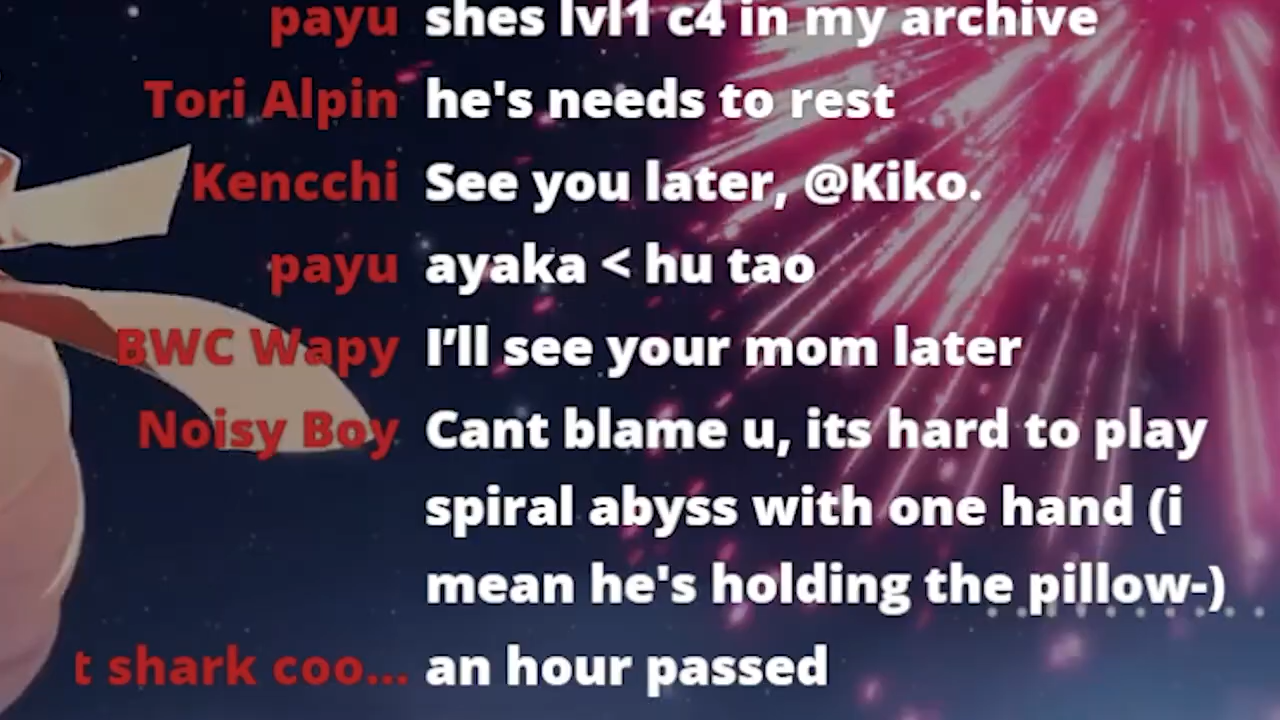 payu shes lvl1 c4 in my archive
Tori Alpin he's needs to rest
Kencchi See you later, @Kiko.
payu ayaka < hu tao
BWC Wapy I’ll see your mom later
Noisy Boy Cant blame u, its hard to play
spiral abyss with one hand (i
mean he's holding the pillow-)
t shark coo... an hour passed